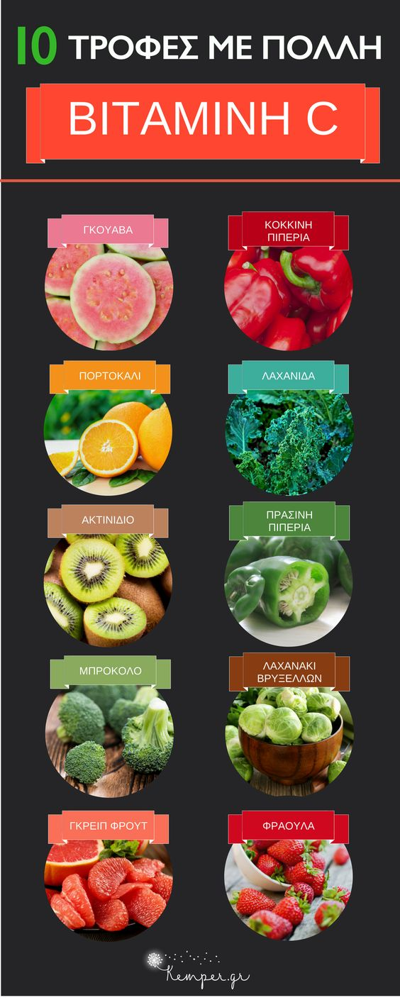 10 ΤΡΟΦΕΣ ΜΕ ΠΟΛΛΗ
ΒΙΤΑΜΙΝΗ C
ΓΚΟΥΑΒΑ
ΚΟΚΚΙΝΗ
ΠΙΠΕΡΙΑ
ΠΟΡΤΟΚΑΛΙ
ΛΑΧΑΝΙΔΑ
ΑΚΤΙΝΙΔΙΟ
ΠΡΑΣΙΝΗ
ΠΙΠΕΡΙΑ
ΜΠΡΟΚΟΛΟ
ΛΑΧΑΝΑΚΙ
ΒΡΥΞΕΛΛΩΝ
ΓΚΡΕΙΠ ΦΡΟΥΤ
ΦΡΑΟΥΛΑ
Kemper.gr